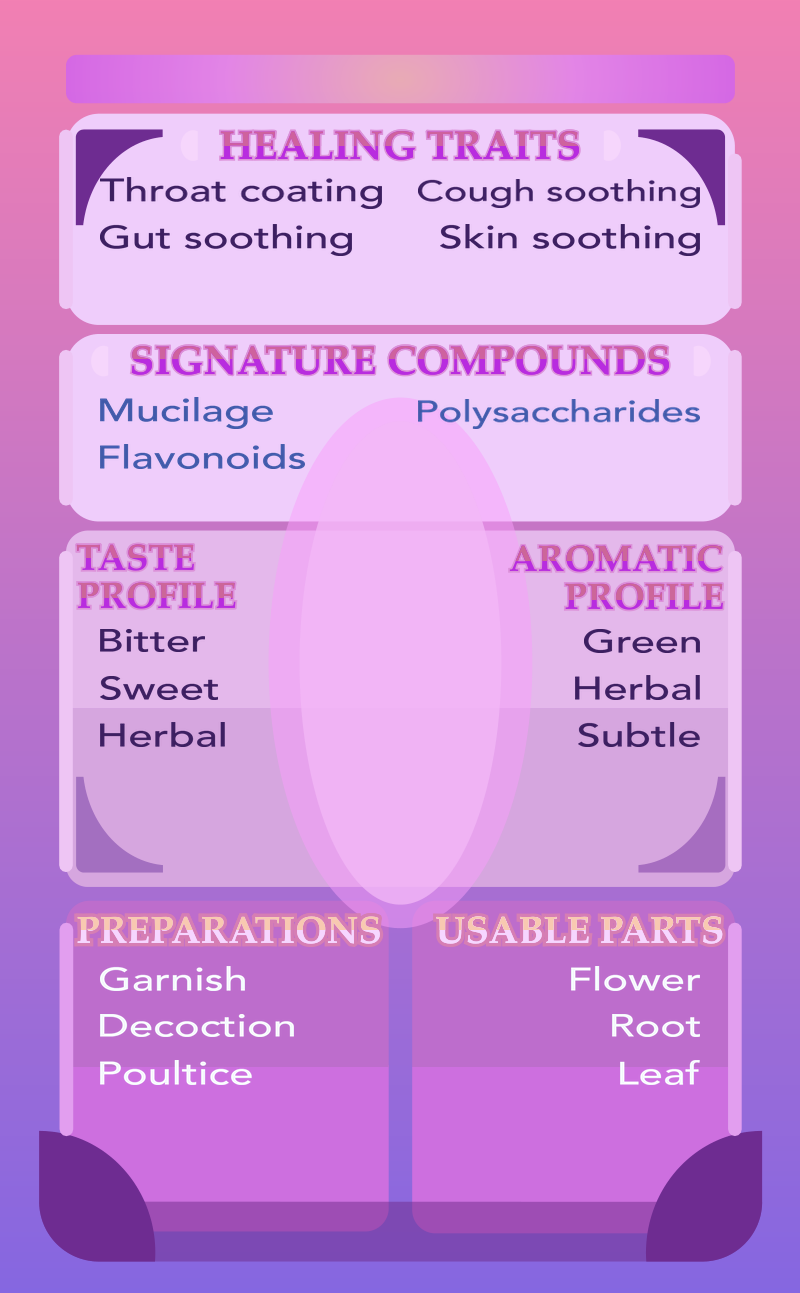 HEALING TRAITS
Throat coating Cough soothing
Gut soothing Skin soothing
SIGNATURE COMPOUNDS
Mucilage Polysaccharides
Flavonoids
TASTE
PROFILE
Bitter
Sweet
Herbal
AROMATIC
PROFILE
Green
Herbal
Subtle
PREPARATIONS
Garnish
Decoction
Poultice
USABLE PARTS
Flower
Root
Leaf